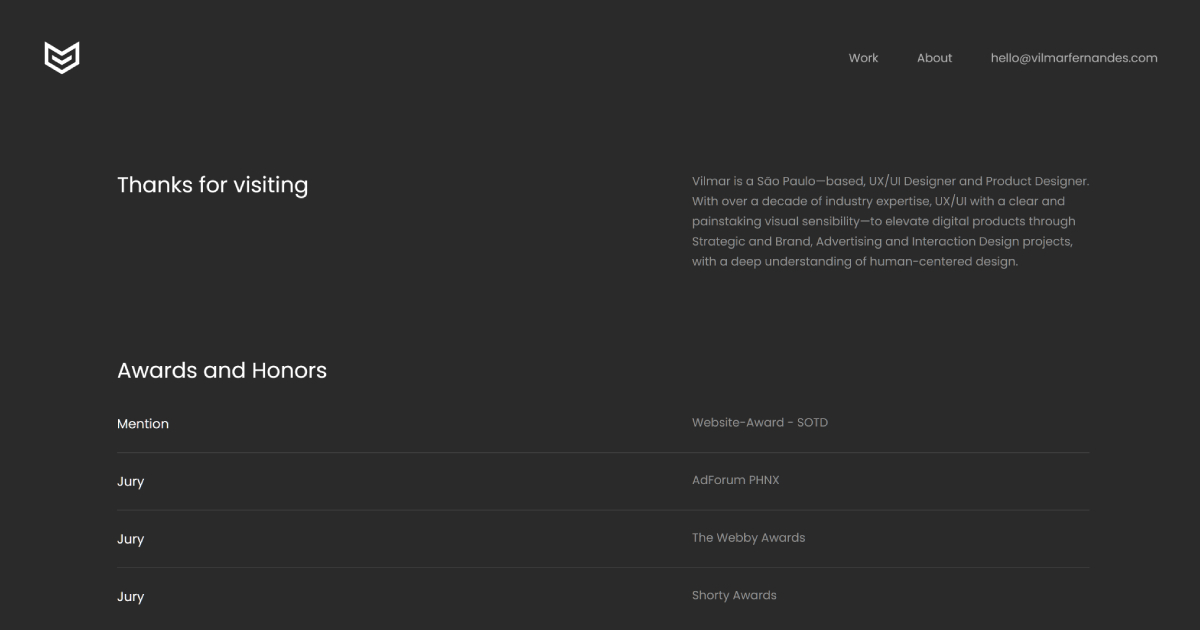 Work About hello@vilmarfernandes.com
Thanks for visiting
Vilmar is a São Paulo—based, UX/UI Designer and Product Designer.
With over a decade of industry expertise, UX/UI with a clear and
painstaking visual sensibility—to elevate digital products through
Strategic and Brand, Advertising and Interaction Design projects,
with a deep understanding of human-centered design.
Awards and Honors
Mention Website-Award - SOTD
Jury AdForum PHNX
Jury The Webby Awards
Jury Shorty Awards